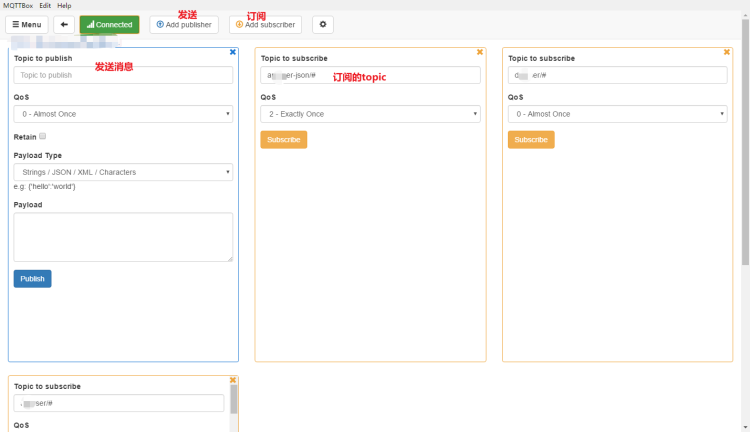 MQTTBox Edit Help
发送
订阅
Menu
Connected
Add publisher
Add subscriber
Topic to publish
发送消息
Topic to publish
QoS
0 - Almost Once
Retain
Payload Type
Strings / JSON / XML / Characters
e.g: {'hello':'world'}
Payload
Publish
Topic to subscribe
er-json/#
订阅的topic
QoS
2 - Exactly Once
Subscribe
Topic to subscribe
.er/#
QoS
0 - Almost Once
Subscribe
Topic to subscribe
ser/#
QoS